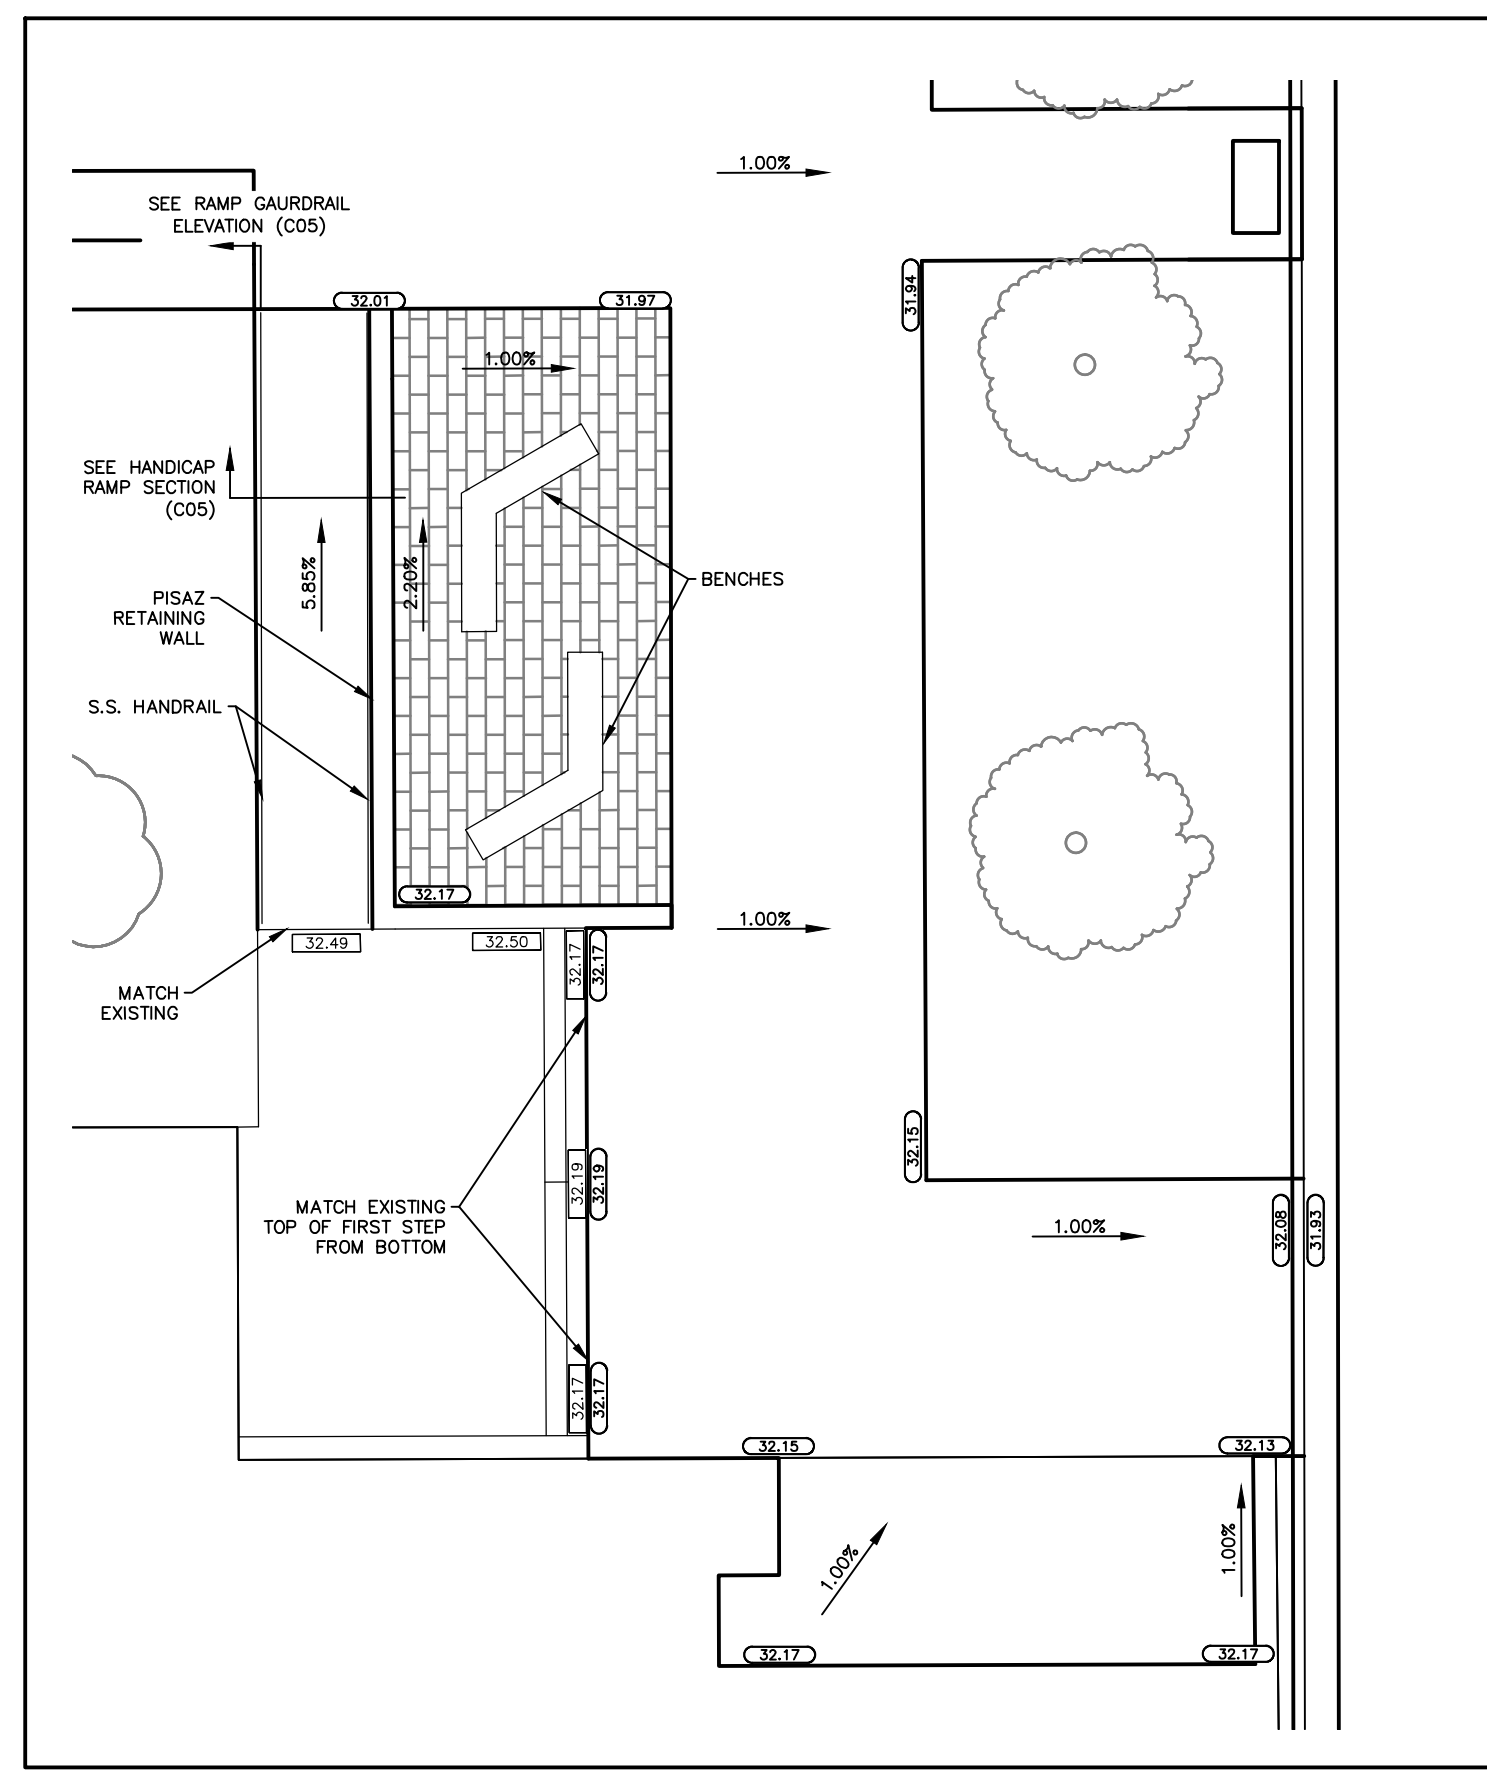 1.00%
SEE RAMP GAURDRAIL
ELEVATION (C05)
32.01
31.97
31.94
1.00%
SEE HANDICAP
RAMP SECTION
(C05)
5.85%
2.20%
BENCHES
PISAZ
RETAINING
WALL
S.S. HANDRAIL
32.17
1.00%
32.49
32.50
32.17
32.17
MATCH
EXISTING
32.15
32.19
32.19
MATCH EXISTING
TOP OF FIRST STEP
FROM BOTTOM
1.00%
32.08
31.93
32.17
32.17
32.15
32.13
1.00%
1.00%
32.17
32.17